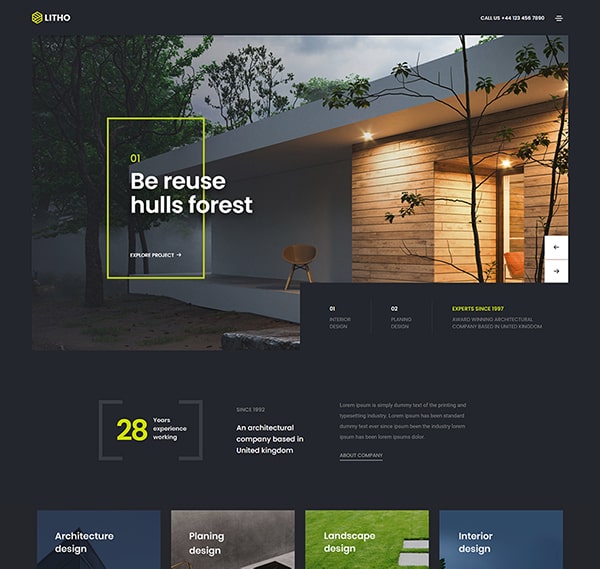 LITHO
CALL US +44 123 456 7890
01
Be reuse
hulls forest
EXPLORE PROJECT
01
INTERIOR
DESIGN
02
PLANING
DESIGN
EXPERTS SINCE 1997
AWARD WINNING ARCHITECTURAL
COMPANY BASED IN UNITED KINGDOM
28
Years
experience
working
SINCE 1992
An architectural
company based in
United kingdom
Lorem ipsum is simply dummy text of the printing and
typesetting industry. Lorem ipsum has been standard
dummy text ever since ipsum been the industry. Lorem
ipsum has been lorem ipsum dolor.
ABOUT COMPANY
Architecture
design
Planing
design
Landscape
design
Interior
design